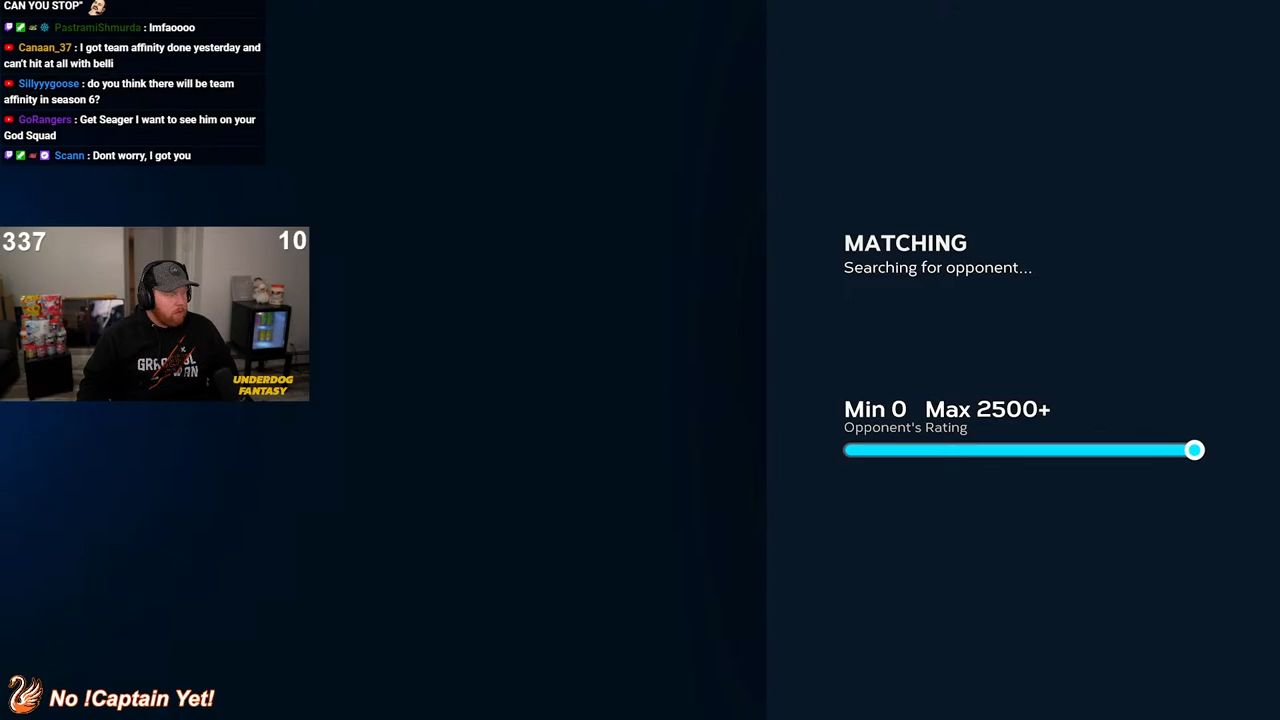 CAN YOU STOP"
PastramiShmurda : lmfaoooo
Canaan_37 : I got team affinity done yesterday and
can't hit at all with belli
Sillyyygoose : do you think there will be team
affinity in season 6?
GoRangers : Get Seager I want to see him on your
God Squad
Scann : Dont worry, I got you
337
10
UNDERDOG
FANTASY
MATCHING
Searching for opponent...
Min 0 Max 2500+
Opponent's Rating
No !Captain Yet!